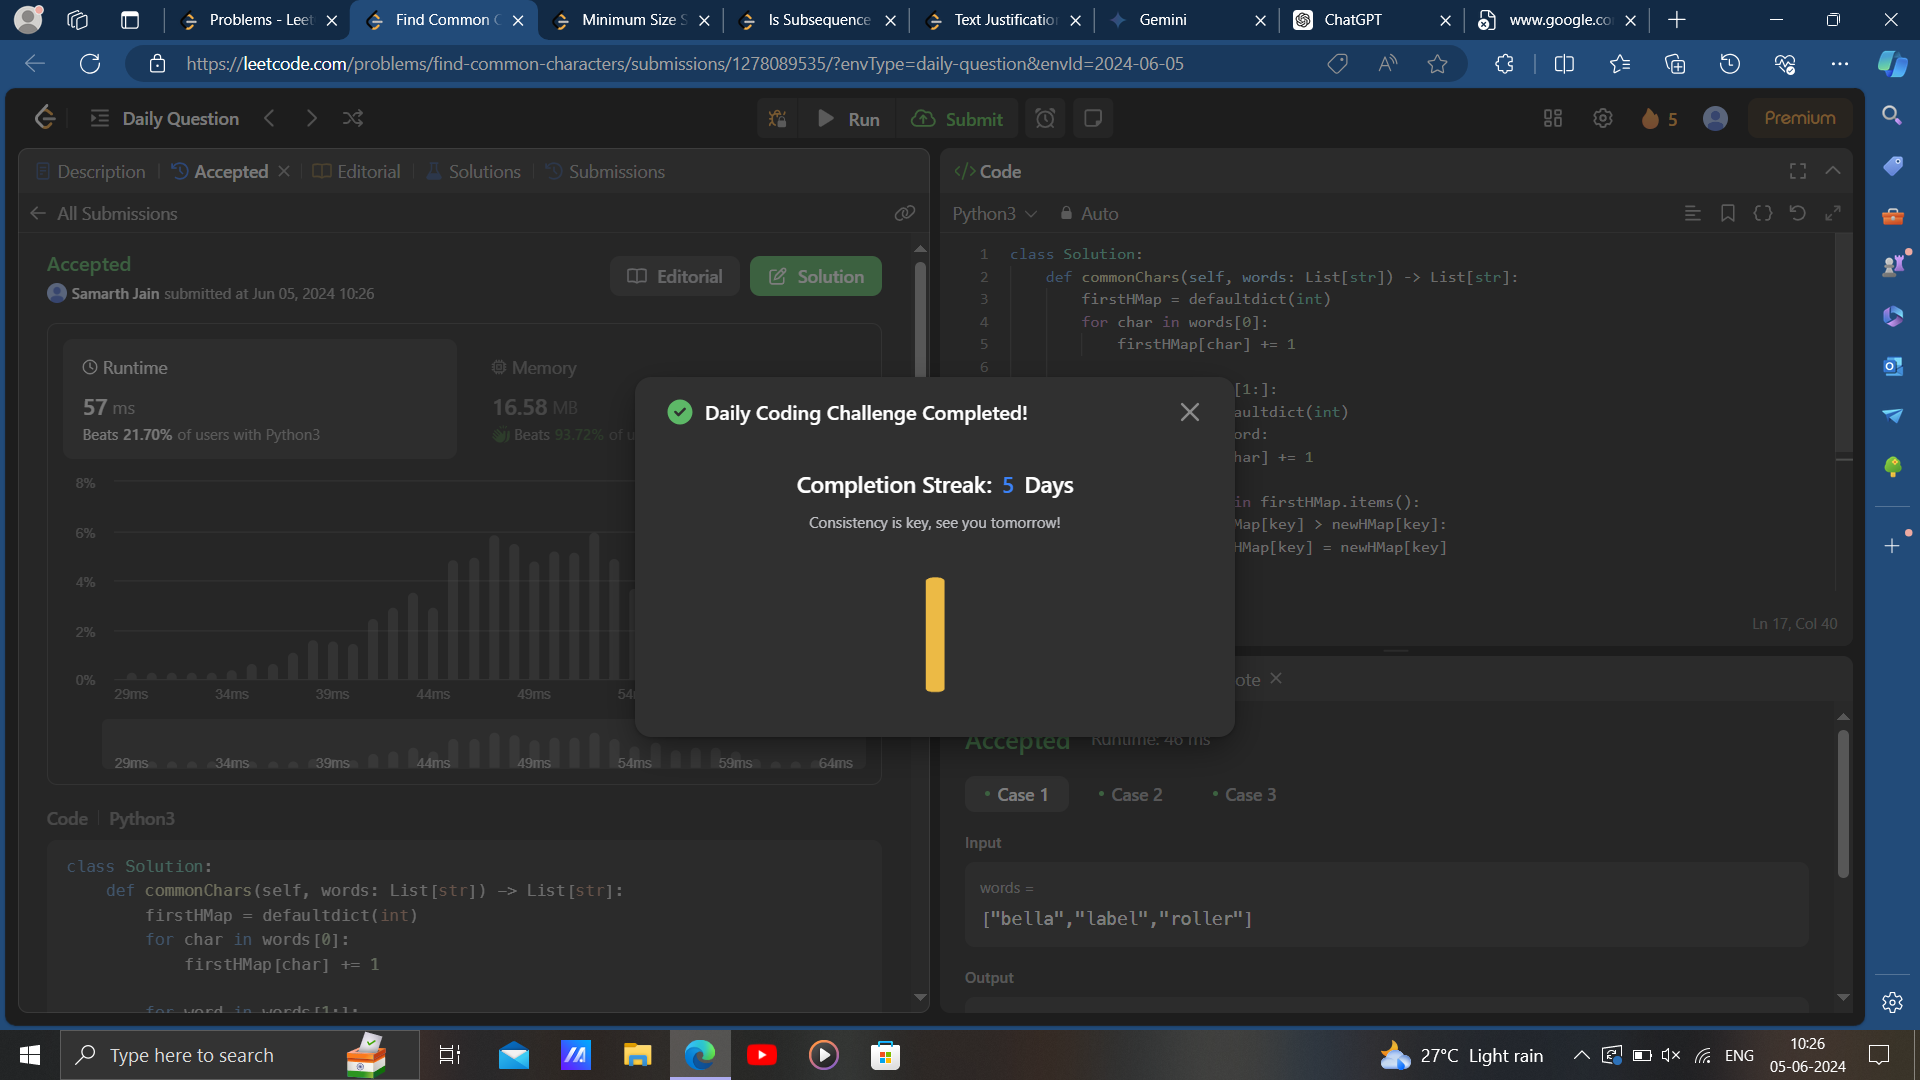 Problems - Leet
Find Common C
Minimum Size S
Is Subsequence
Text Justificatio
Gemini
ChatGPT
www.google.co
https://leetcode.com/problems/find-common-characters/submissions/1278089535/?envType=daily-question&envId=2024-06-05
Daily Question
Run
Submit
5
Premium
Description
Accepted
Editorial
Solutions
Submissions
All Submissions
Accepted
Samarth Jain submitted at Jun 05, 2024 10:26
Editorial
Solution
Runtime
57 ms
Beats 21.70% of users with Python3
Memory
16.58 MB
Beats 93.72% of u
8%
6%
4%
2%
0%
29ms 34ms 39ms 44ms 49ms 54
29ms 34ms 39ms 44ms 49ms 54ms 59ms 64ms
Code Python3
class Solution:
def commonChars(self, words: List[str]) -> List[str]:
firstHMap = defaultdict(int)
for char in words[0]:
firstHMap[char] += 1
for word in words[1:]:
Daily Coding Challenge Completed!
Completion Streak: 5 Days
Consistency is key, see you tomorrow!
</> Code
Python3
Auto
1 class Solution:
2 def commonChars(self, words: List[str]) -> List[str]:
3 firstHMap = defaultdict(int)
4 for char in words[0]:
5 firstHMap[char] += 1
6
[1:]:
aultdict(int)
ord:
har] += 1
in firstHMap.items():
Map[key] > newHMap[key]:
HMap[key] = newHMap[key]
Ln 17, Col 40
ote
Accepted Runtime: 46 ms
Case 1
Case 2
Case 3
Input
words =
["bella","label","roller"]
Output
Type here to search
27°C Light rain
ENG
10:26
05-06-2024